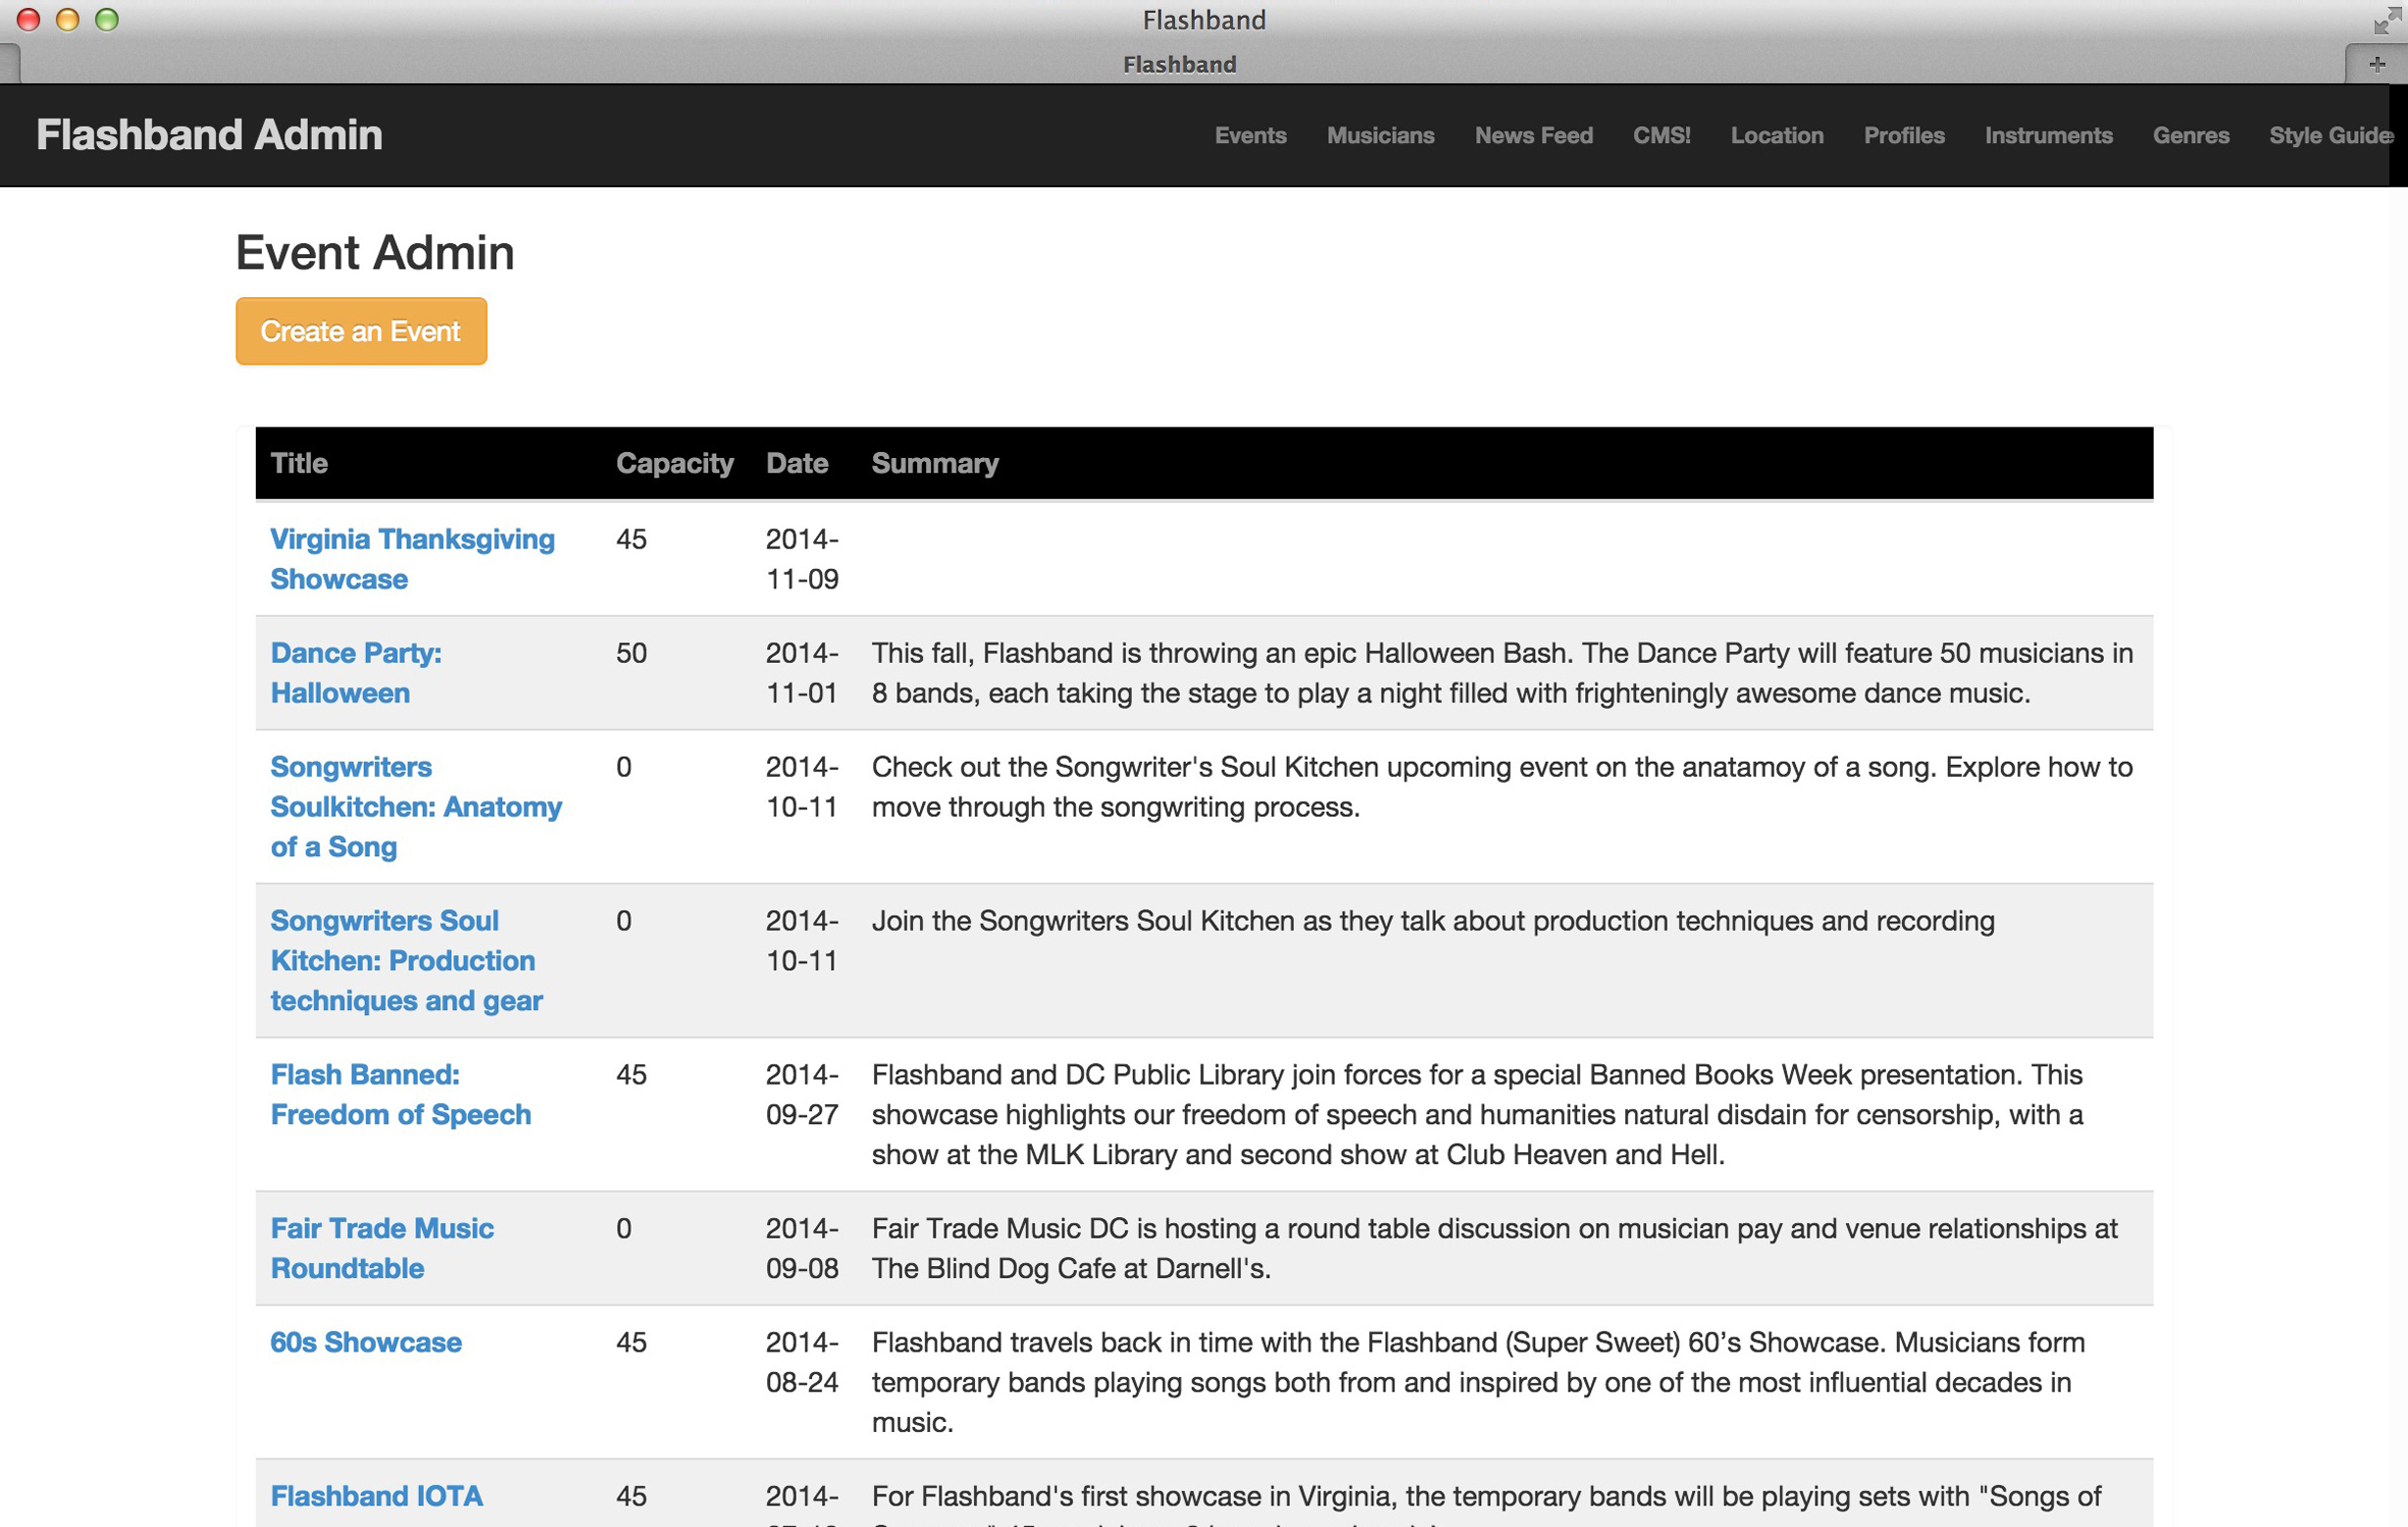 Flashband
Flashband
Flashband Admin Events Musicians News Feed CMS! Location Profiles Instruments Genres Style Guide
Event Admin
Create an Event
Title Capacity Date Summary
Virginia Thanksgiving 45 2014-
Showcase 11-09
Dance Party: 50 2014- This fall, Flashband is throwing an epic Halloween Bash. The Dance Party will feature 50 musicians in
Halloween 11-01 8 bands, each taking the stage to play a night filled with frighteningly awesome dance music.
Songwriters 0 2014- Check out the Songwriter's Soul Kitchen upcoming event on the anatamoy of a song. Explore how to
Soulkitchen: Anatomy 10-11 move through the songwriting process.
of a Song
Songwriters Soul 0 2014- Join the Songwriters Soul Kitchen as they talk about production techniques and recording
Kitchen: Production 10-11
techniques and gear
Flash Banned: 45 2014- Flashband and DC Public Library join forces for a special Banned Books Week presentation. This
Freedom of Speech 09-27 showcase highlights our freedom of speech and humanities natural disdain for censorship, with a
show at the MLK Library and second show at Club Heaven and Hell.
Fair Trade Music 0 2014- Fair Trade Music DC is hosting a round table discussion on musician pay and venue relationships at
Roundtable 09-08 The Blind Dog Cafe at Darnell's.
60s Showcase 45 2014- Flashband travels back in time with the Flashband (Super Sweet) 60’s Showcase. Musicians form
08-24 temporary bands playing songs both from and inspired by one of the most influential decades in
music.
Flashband IOTA 45 2014- For Flashband's first showcase in Virginia, the temporary bands will be playing sets with "Songs of